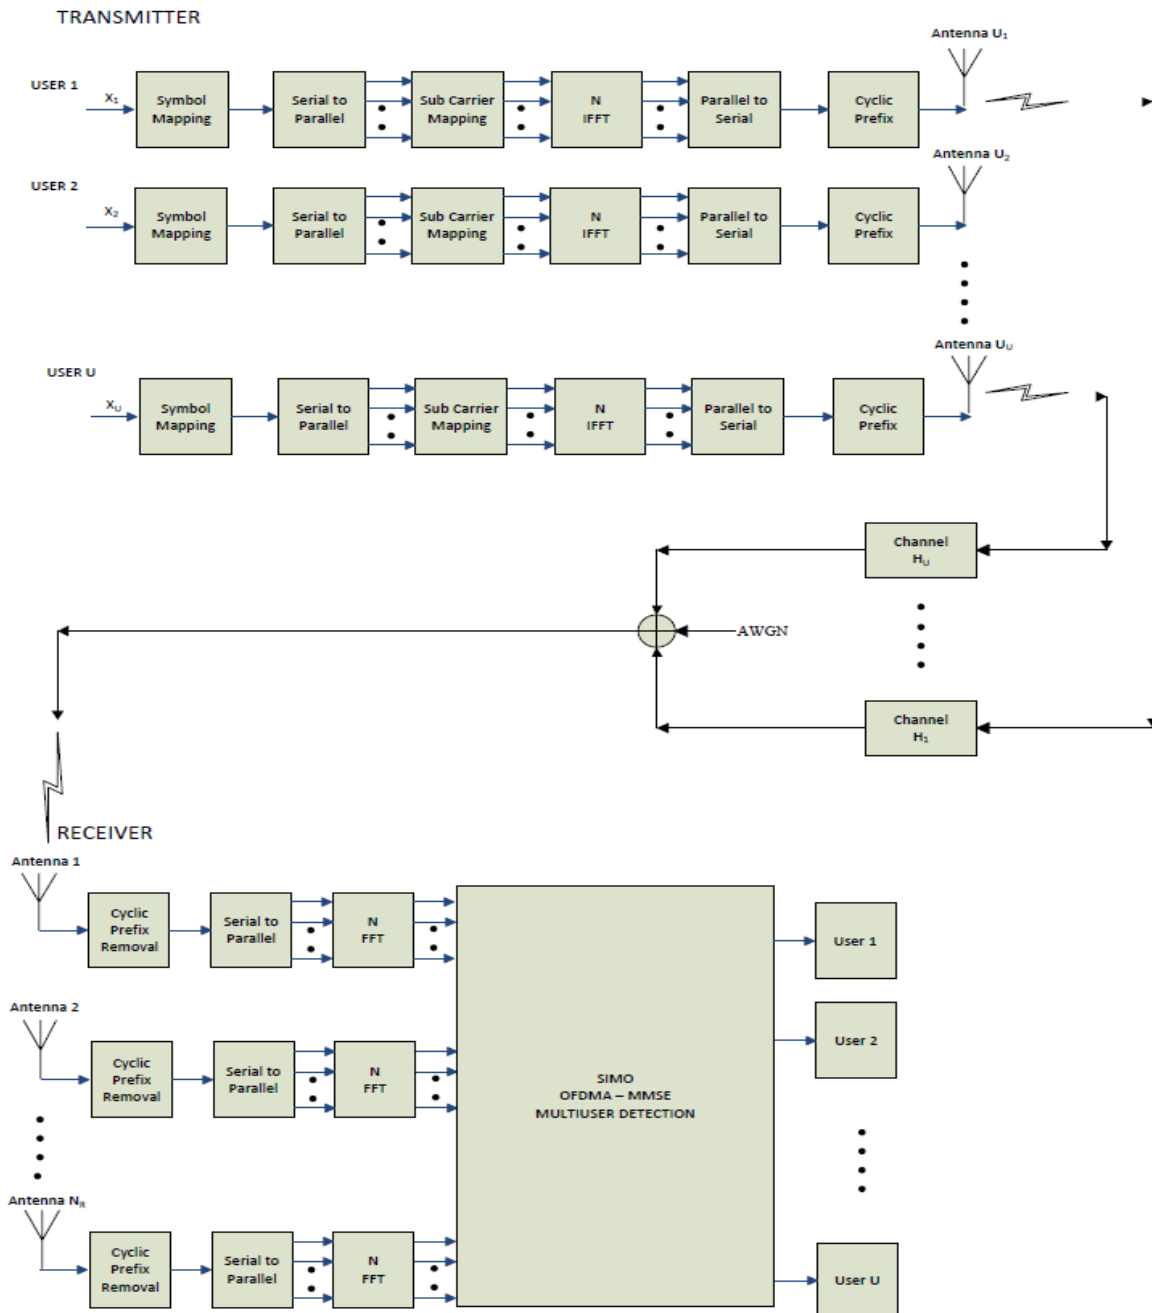 TRANSMITTER
Antenna U1
USER 1
X1
Symbol
Mapping
Serial to
Parallel
Sub Carrier
Mapping
N
IFFT
Parallel to
Serial
Cyclic
Prefix
Antenna U2
USER 2
X2
Symbol
Mapping
Serial to
Parallel
Sub Carrier
Mapping
N
IFFT
Parallel to
Serial
Cyclic
Prefix
Antenna UU
USER U
XU
Symbol
Mapping
Serial to
Parallel
Sub Carrier
Mapping
N
IFFT
Parallel to
Serial
Cyclic
Prefix
Channel
HU
AWGN
Channel
H1
RECEIVER
Antenna 1
Cyclic
Prefix
Removal
Serial to
Parallel
N
FFT
User 1
Antenna 2
Cyclic
Prefix
Removal
Serial to
Parallel
N
FFT
User 2
SIMO
OFDMA – MMSE
MULTIUSER DETECTION
Antenna NR
Cyclic
Prefix
Removal
Serial to
Parallel
N
FFT
User U